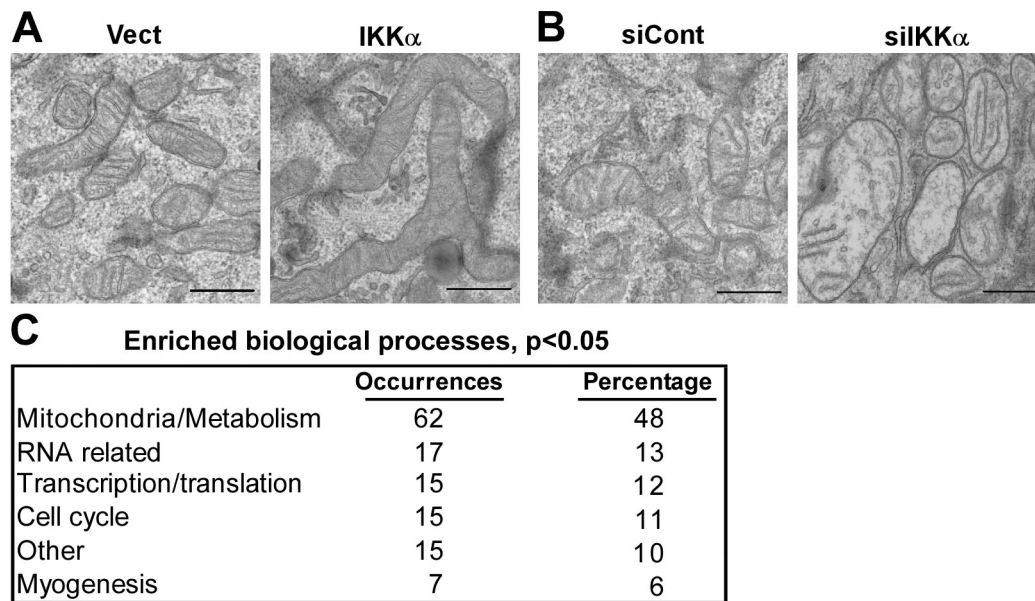 A
Vect
IKKα
B
siCont
siIKKα
C
Enriched biological processes, p<0.05
Occurrences Percentage
Mitochondria/Metabolism 62 48
RNA related 17 13
Transcription/translation 15 12
Cell cycle 15 11
Other 15 10
Myogenesis 7 6